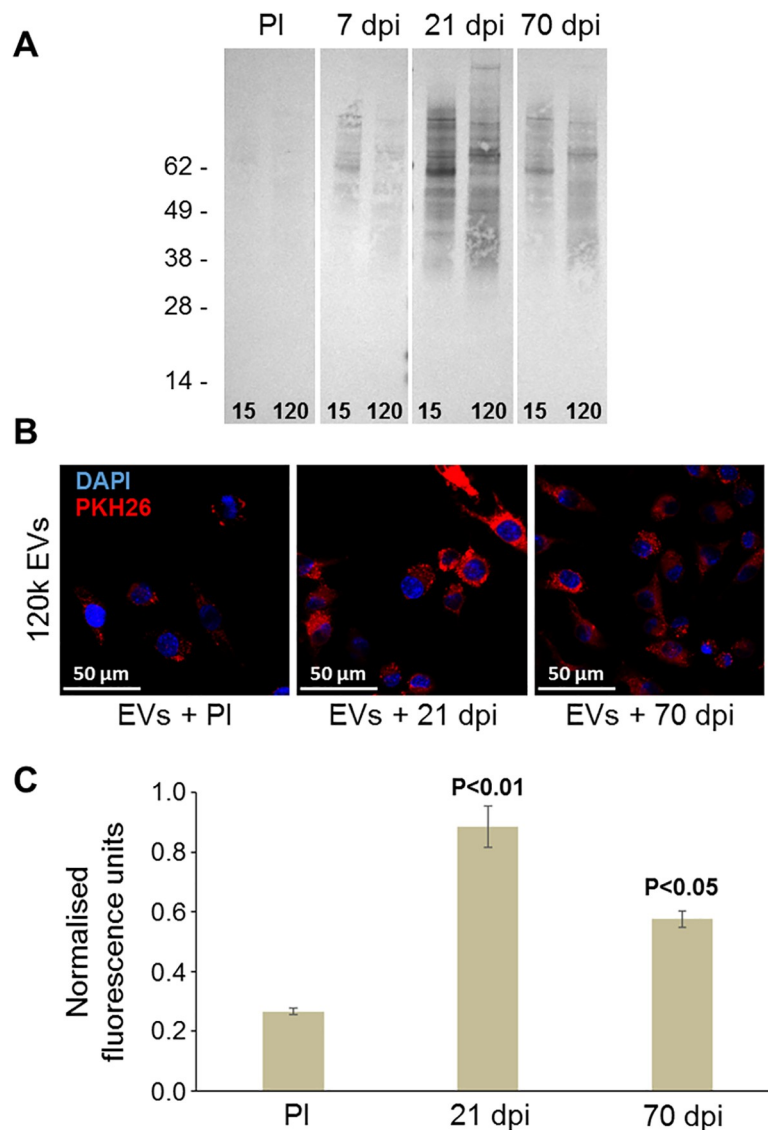 A
PI 7 dpi 21 dpi 70 dpi
62 -
49 -
38 -
28 -
14 -
15 120 15 120 15 120 15 120
B
DAPI
PKH26
120k EVs
50 µm 50 µm 50 µm
EVs + PI EVs + 21 dpi EVs + 70 dpi
C
Normalised
fluorescence units
1.0
0.8
0.6
0.4
0.2
0.0
P<0.01
P<0.05
PI 21 dpi 70 dpi